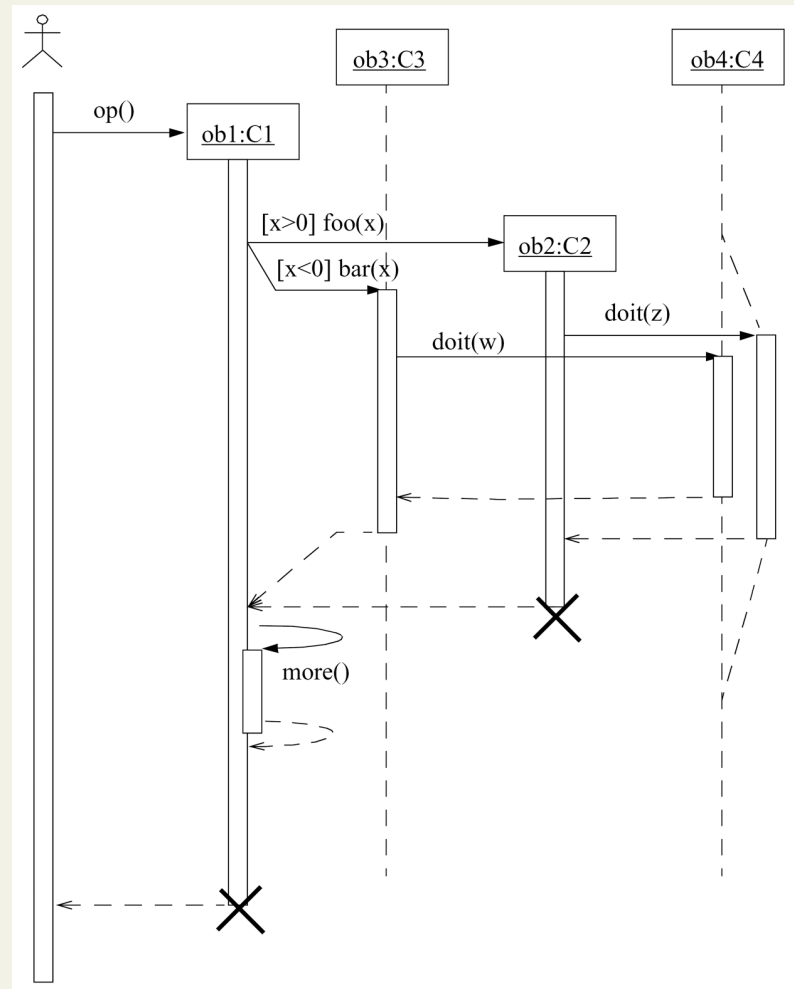 ob3:C3
ob4:C4
op()
ob1:C1
[x>0] foo(x)
ob2:C2
[x<0] bar(x)
doit(z)
doit(w)
more()